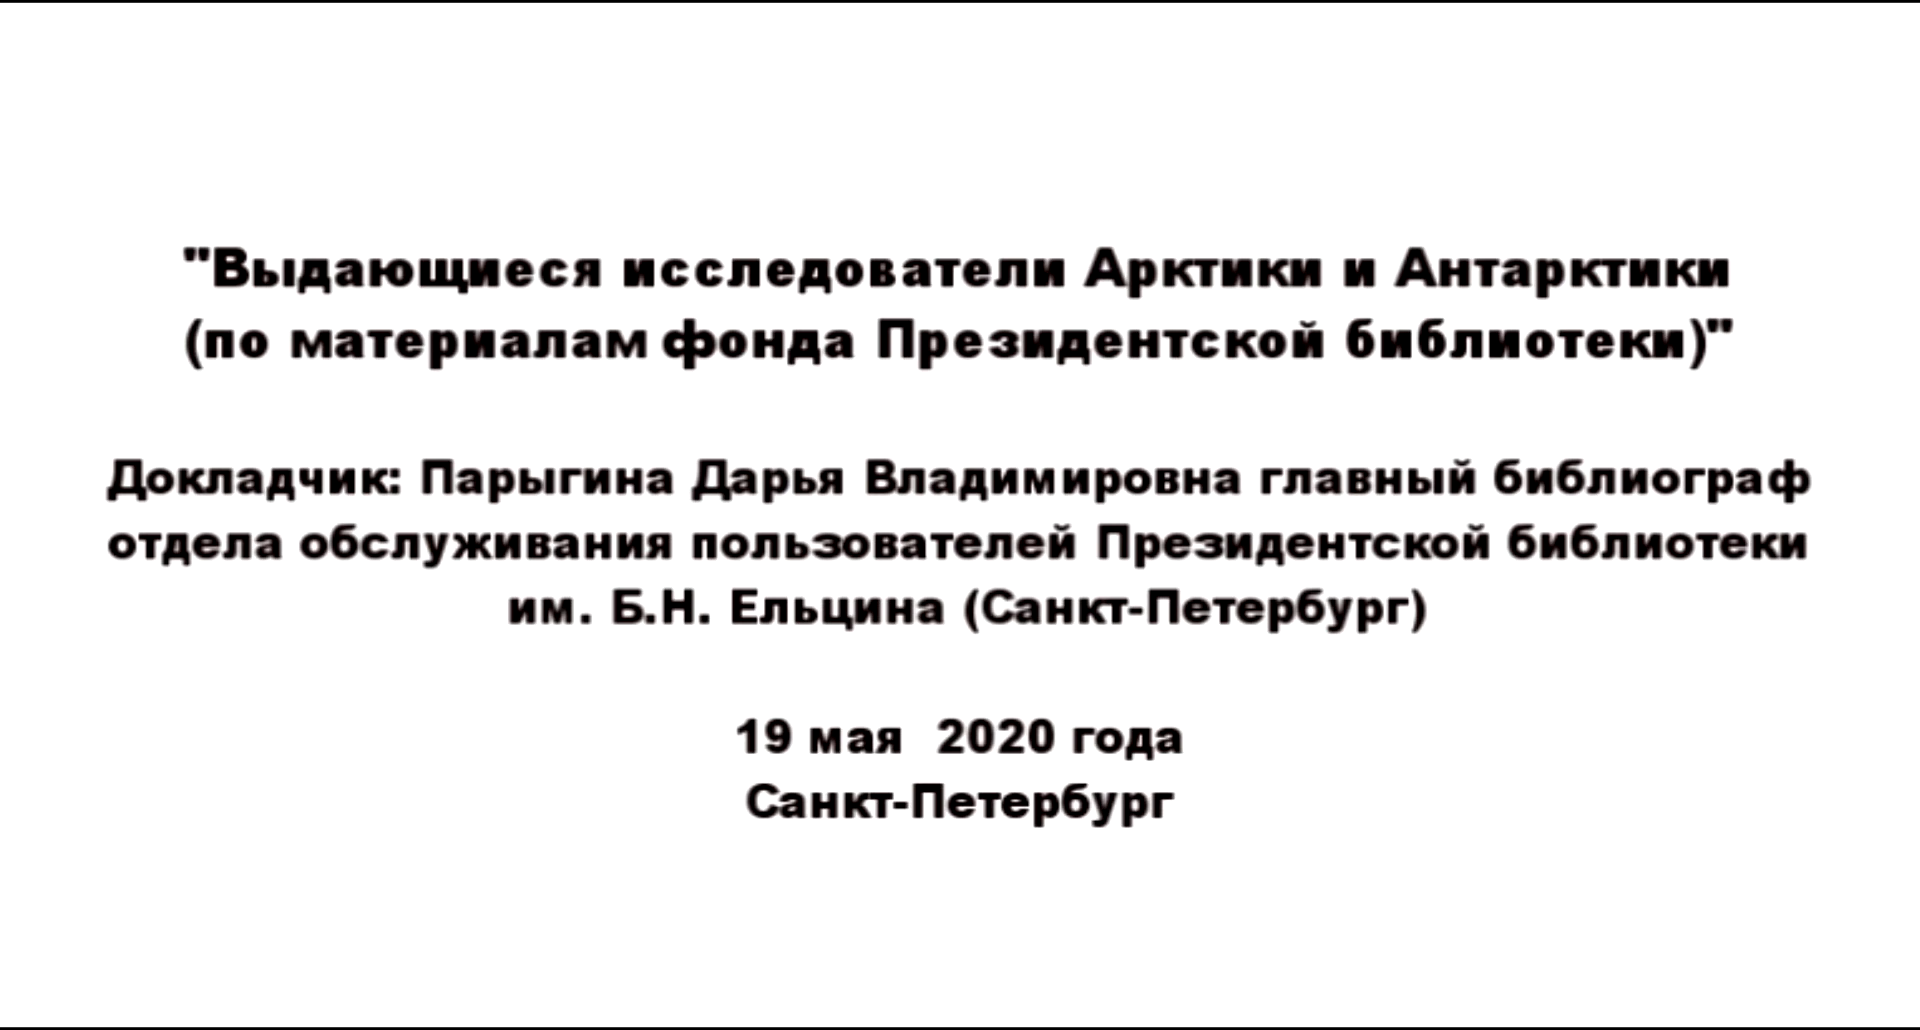 "Выдающиеся исследователи Арктики и Антарктики
(по материалам фонда Президентской библиотеки)"
Докладчик: Парыгина Дарья Владимировна главный библиограф
отдела обслуживания пользователей Президентской библиотеки
им. Б.Н. Ельцина (Санкт-Петербург)
19 мая  2020 года
Санкт-Петербург